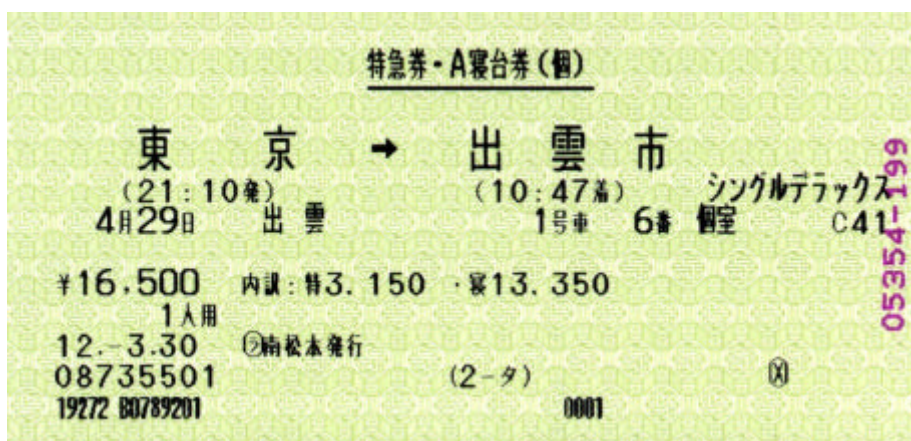 特急券・A寝台券(個)
東京 → 出雲市
(21:10発) (10:47着) シングルデラックス
4月29日 出雲 1号車 6番 個室 C41
¥16,500 内訳:特3.150 ・寝13.350
1人用
12.-3.30 ㋶南松本発行
08735501 (2-タ)
19272 B0789201 0001
05354-199